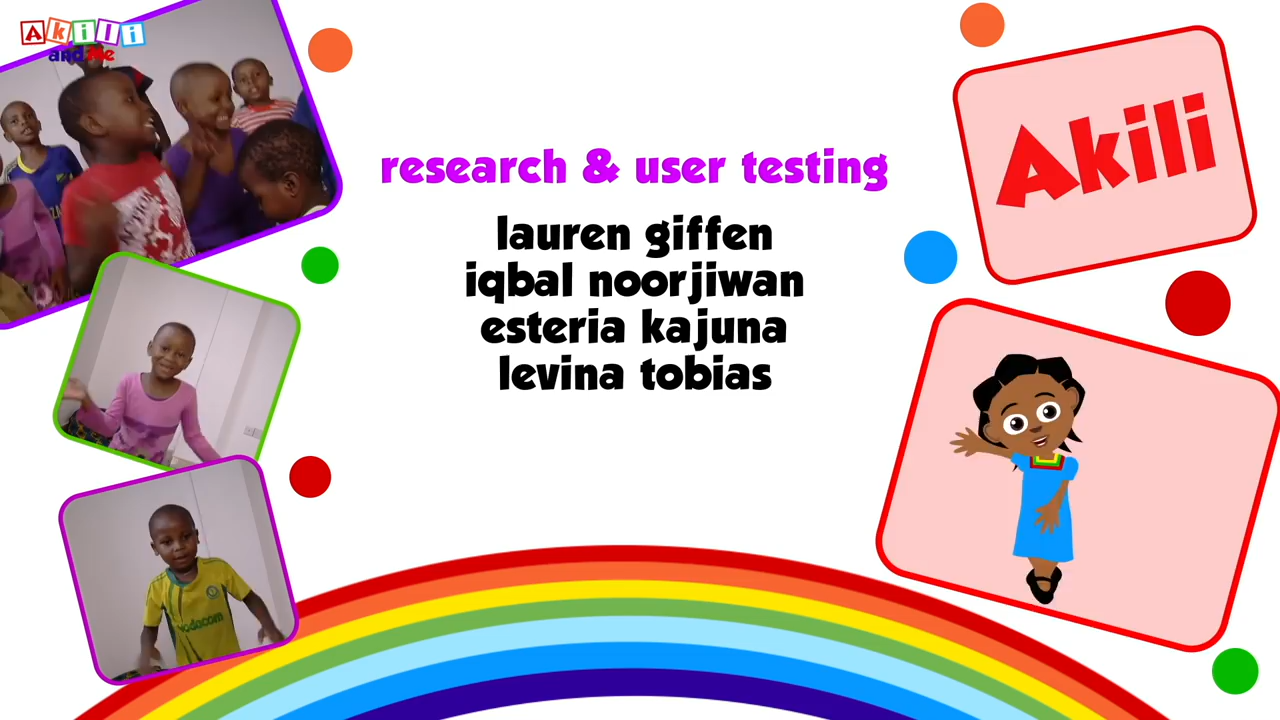 Akili
and Me
research & user testing
lauren giffen
iqbal noorjiwan
esteria kajuna
levina tobias
Akili
vodacom